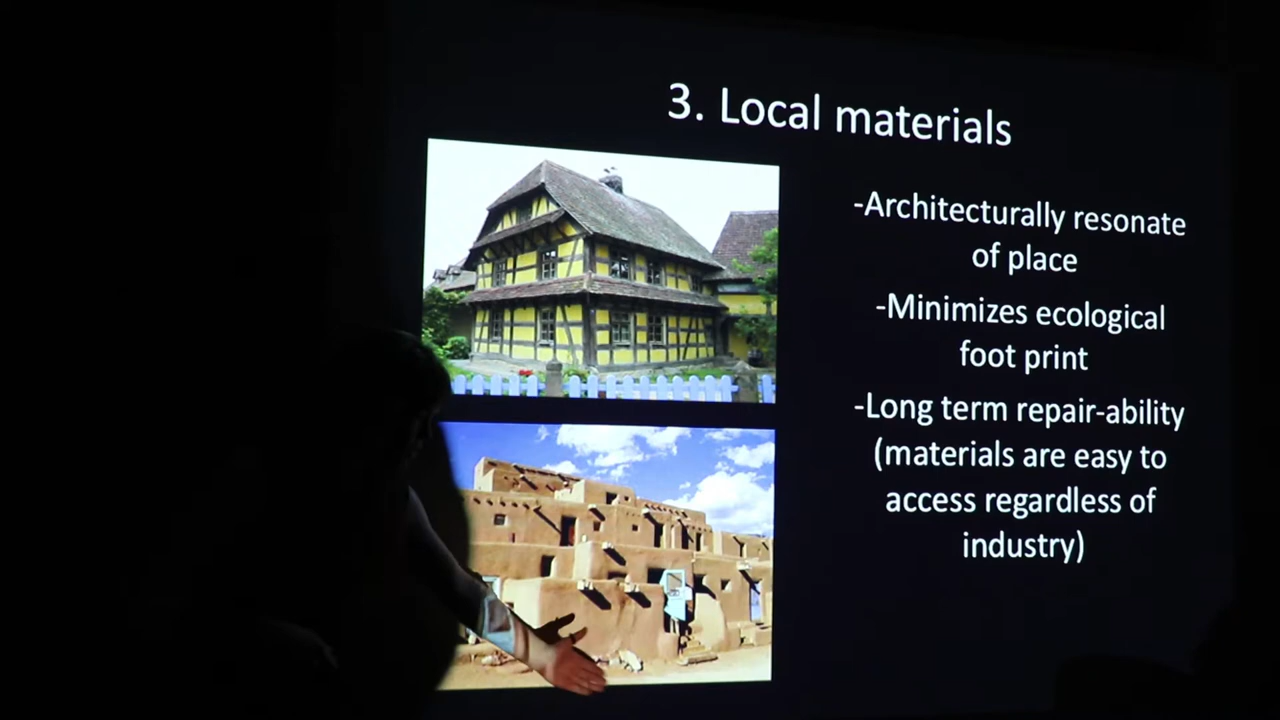 3. Local materials
-Architecturally resonate
of place
-Minimizes ecological
foot print
-Long term repair-ability
(materials are easy to
access regardless of
industry)